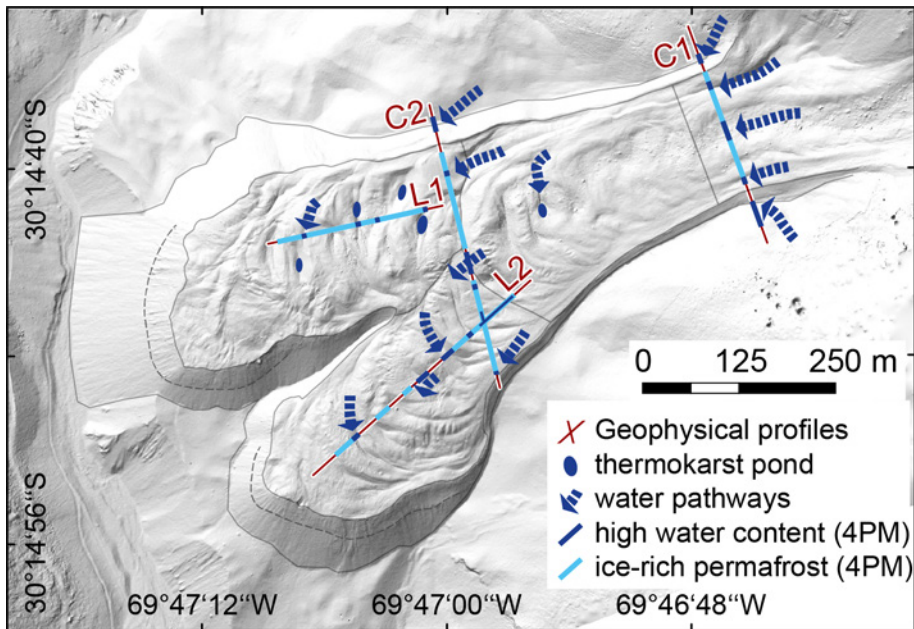 C1
C2
L1
L2
30°14‘40“S
30°14‘56“S
0 125 250 m
Geophysical profiles
thermokarst pond
water pathways
high water content (4PM)
ice-rich permafrost (4PM)
69°47‘12“W 69°47‘00“W 69°46‘48“W